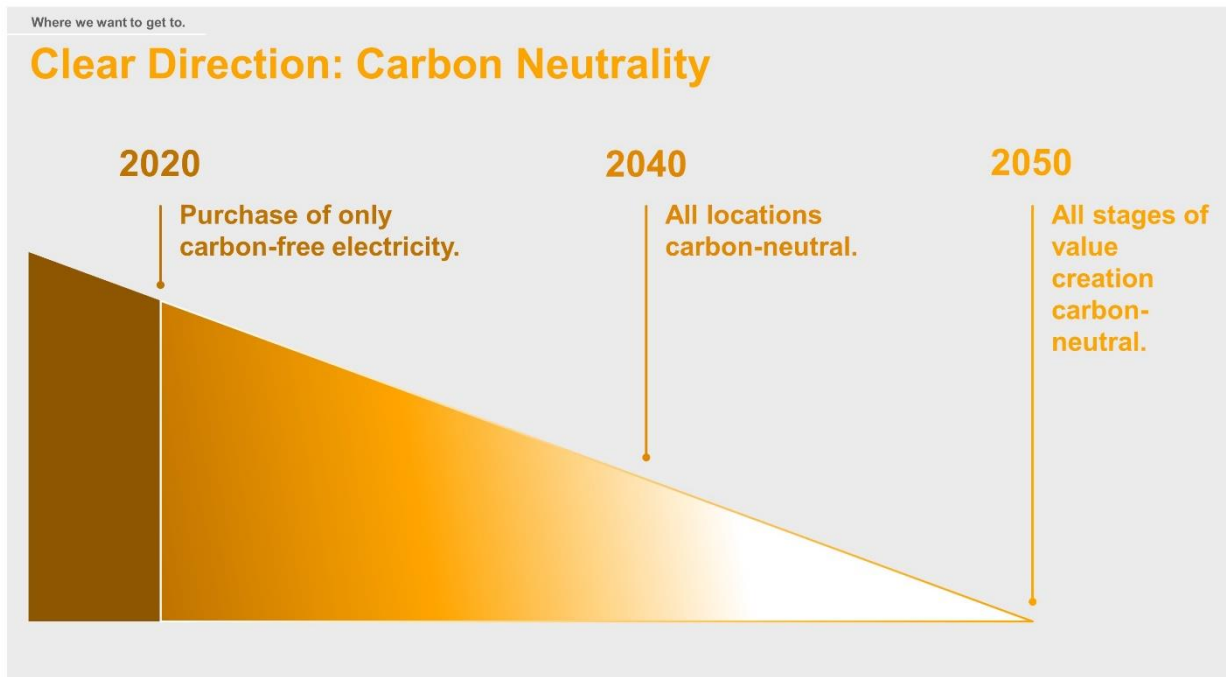 Where we want to get to.
Clear Direction: Carbon Neutrality
2020
Purchase of only
carbon-free electricity.
2040
All locations
carbon-neutral.
2050
All stages of
value
creation
carbon-
neutral.